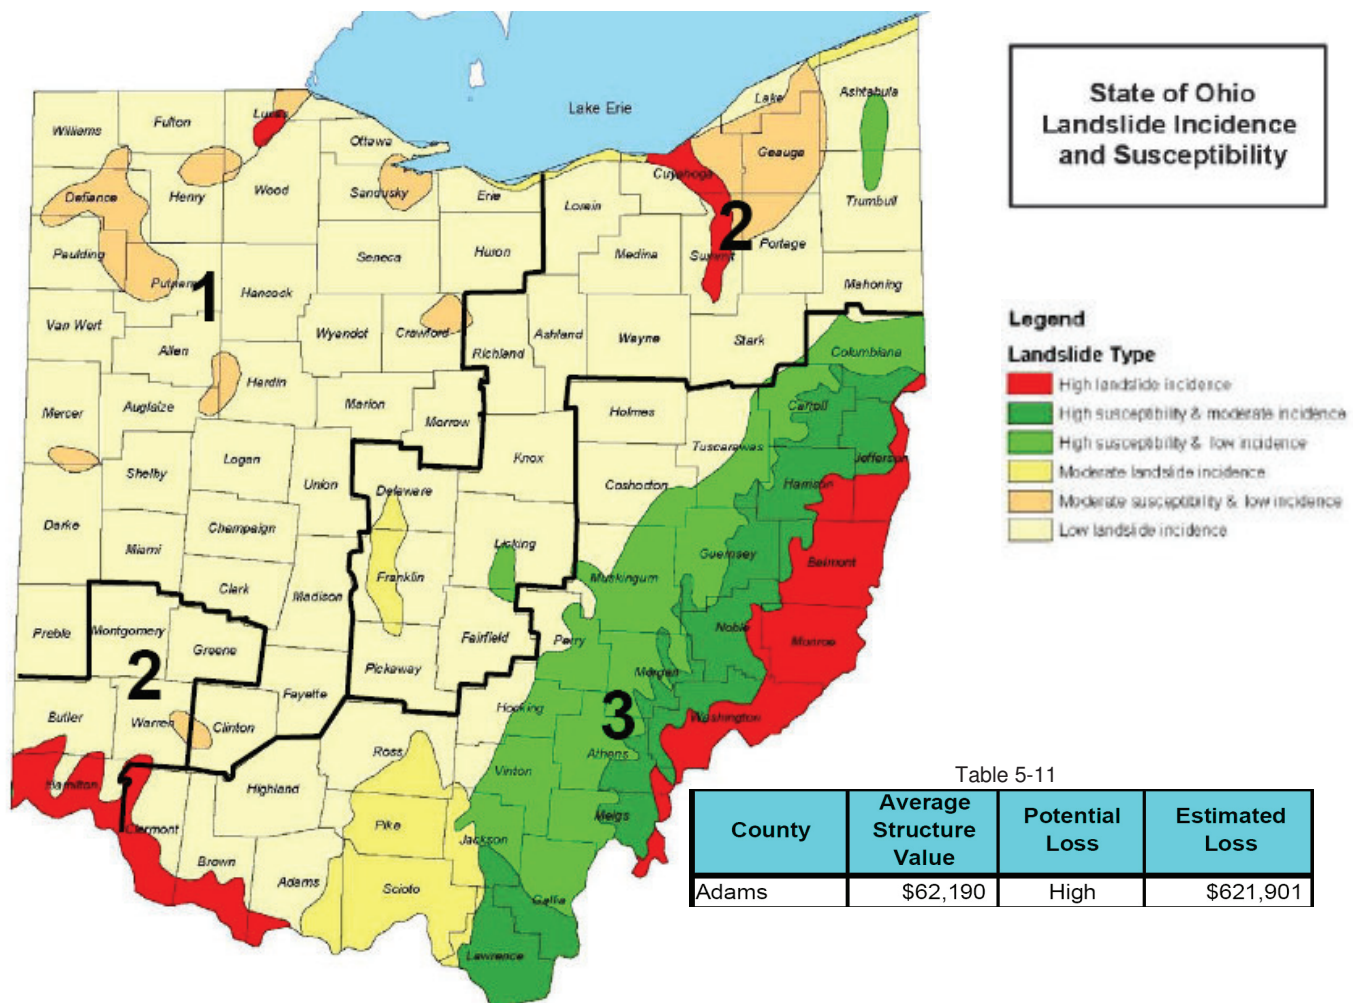 State of Ohio
Landslide Incidence
and Susceptibility
Lake Erie
Lake
Ashtabula
Williams
Fulton
Lucas
Ottawa
Geauga
Cuyahoga
Defiance
Henry
Wood
Sandusky
Erie
Lorain
Trumbull
2
Paulding
Putnam
1
Hancock
Seneca
Huron
Medina
Summit
Portage
Mahoning
Van Wert
Allen
Wyandot
Crawford
Richland
Ashland
Wayne
Stark
Columbiana
Mercer
Auglaize
Hardin
Marion
Morrow
Holmes
Carroll
Tuscarawas
Jefferson
Shelby
Logan
Union
Delaware
Knox
Coshocton
Harrison
Darke
Miami
Champaign
Licking
Guernsey
Belmont
Clark
Madison
Franklin
Muskingum
Preble
Montgomery
Greene
Fairfield
Perry
Noble
Monroe
2
Pickaway
Morgan
Butler
Warren
Clinton
Fayette
Hocking
3
Washington
Ross
Athens
Hamilton
Clermont
Highland
Vinton
Pike
Jackson
Meigs
Brown
Adams
Scioto
Gallia
Lawrence
Legend
Landslide Type
High landslide incidence
High susceptibility & moderate incidence
High susceptibility & low incidence
Moderate landslide incidence
Moderate susceptibility & low incidence
Low landslide incidence
Table 5-11
County
Average
Structure
Value
Potential
Loss
Estimated
Loss
Adams $62,190 High $621,901